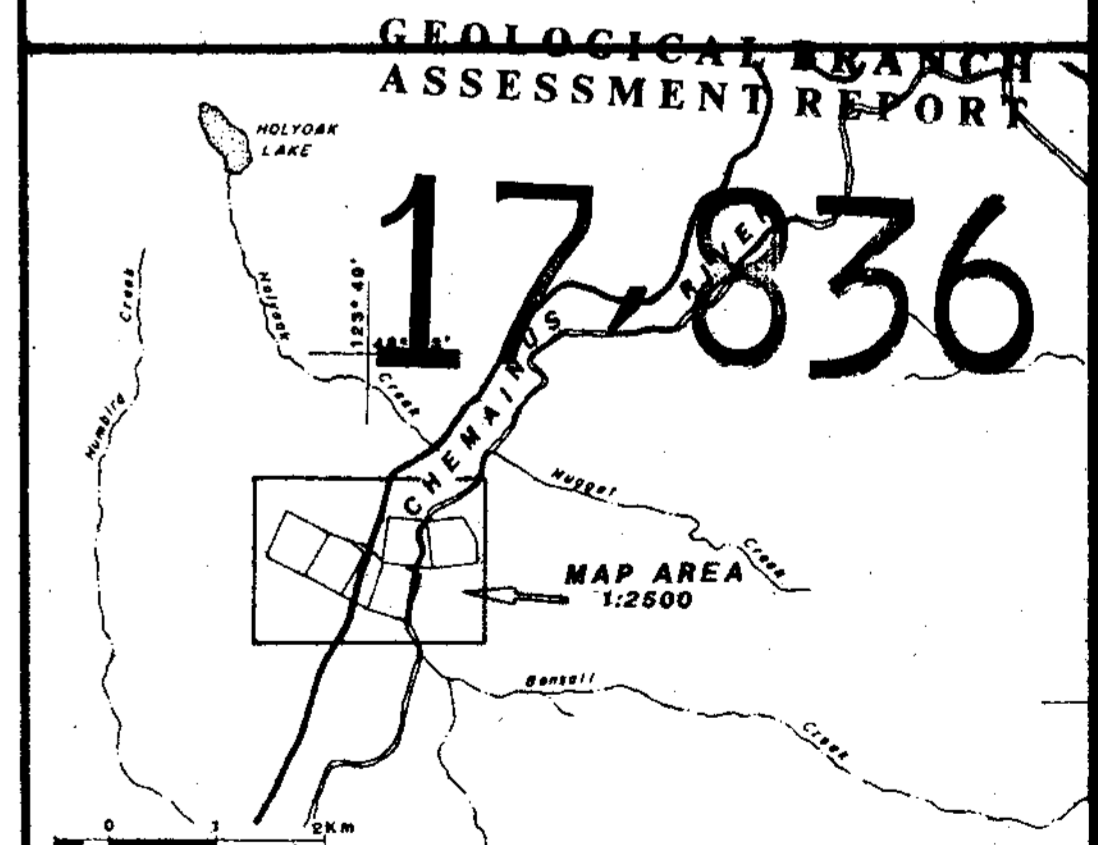 GEOLOGICAL BRANCH
ASSESSMENT REPORT
HOLYOAK
LAKE
17,836
RIVER
123° 40'
Holyoak
Creek
Creek
Humbird
CHEMAINUS
Nugget
Creek
MAP AREA
1:2500
Bonsall
Creek
0 1 2Km